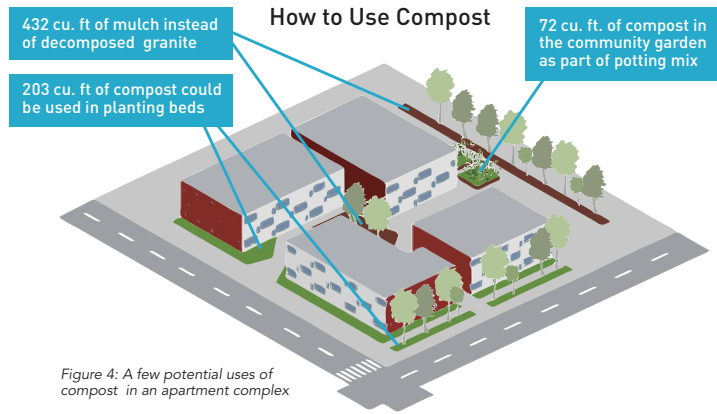 How to Use Compost
432 cu. ft of mulch instead
of decomposed granite
203 cu. ft of compost could
be used in planting beds
72 cu. ft. of compost in
the community garden
as part of potting mix
Figure 4: A few potential uses of
compost in an apartment complex